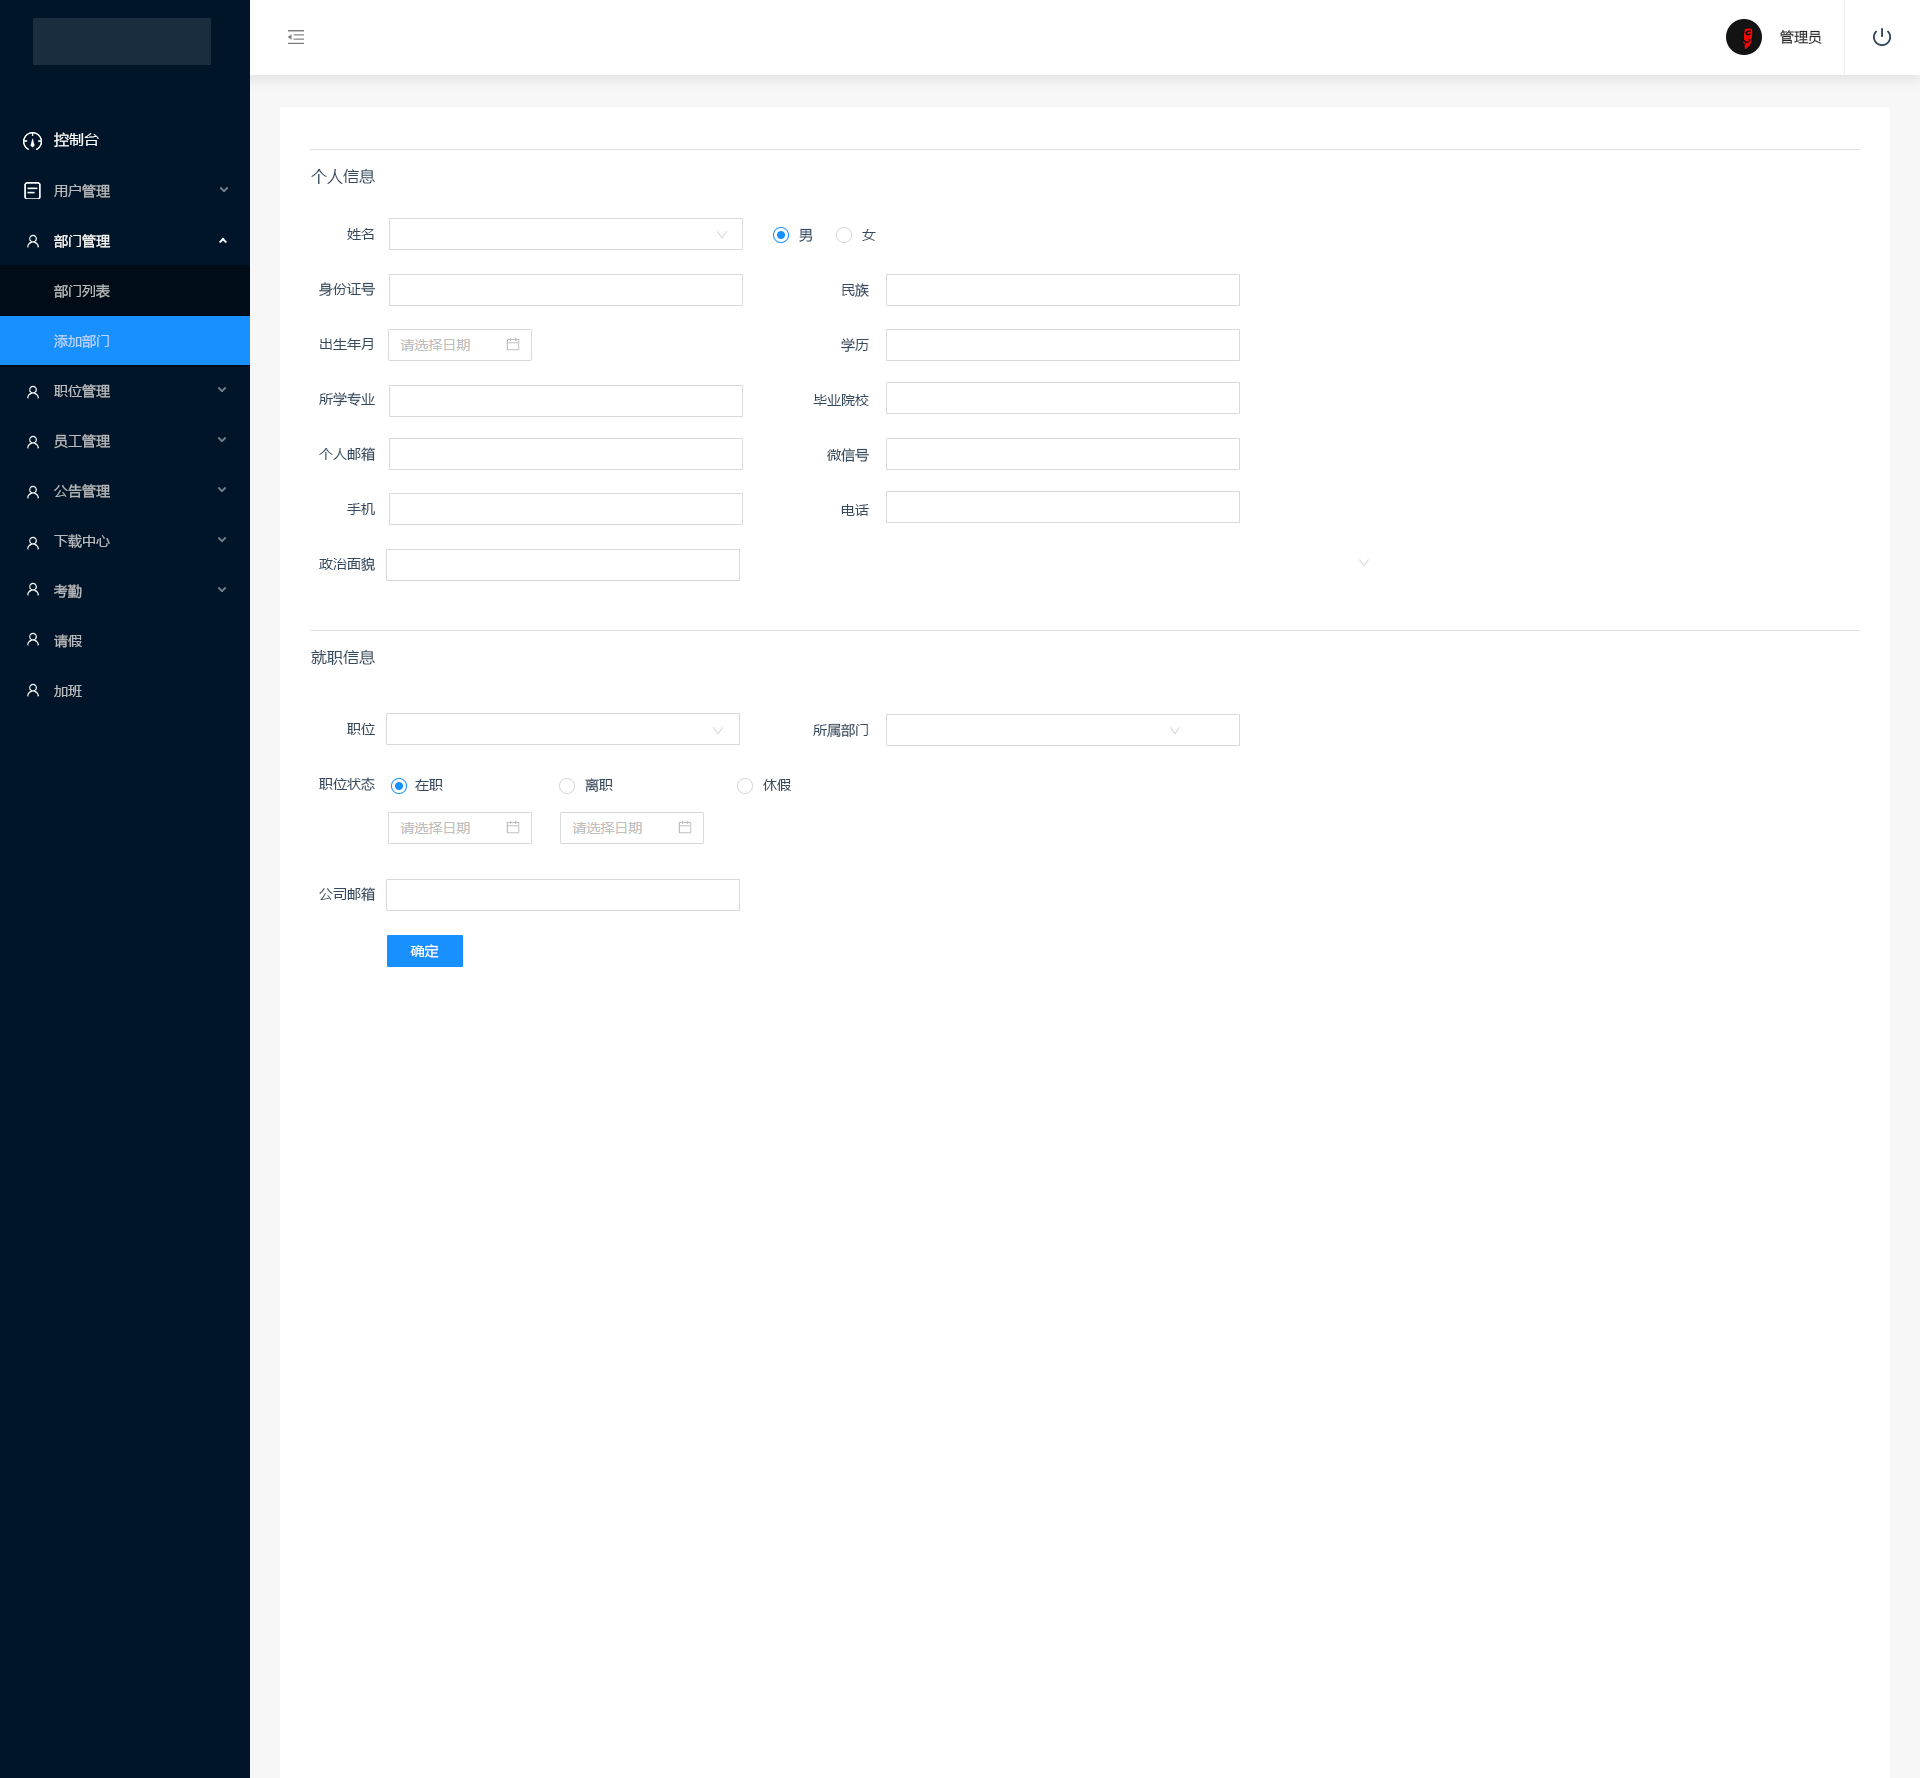 管理员
控制台
用户管理
部门管理
部门列表
添加部门
职位管理
员工管理
公告管理
下载中心
考勤
请假
加班
个人信息
姓名 男 女
身份证号 民族
出生年月 请选择日期 学历
所学专业 毕业院校
个人邮箱 微信号
手机 电话
政治面貌
就职信息
职位 所属部门
职位状态 在职 离职 休假
请选择日期 请选择日期
公司邮箱
确定